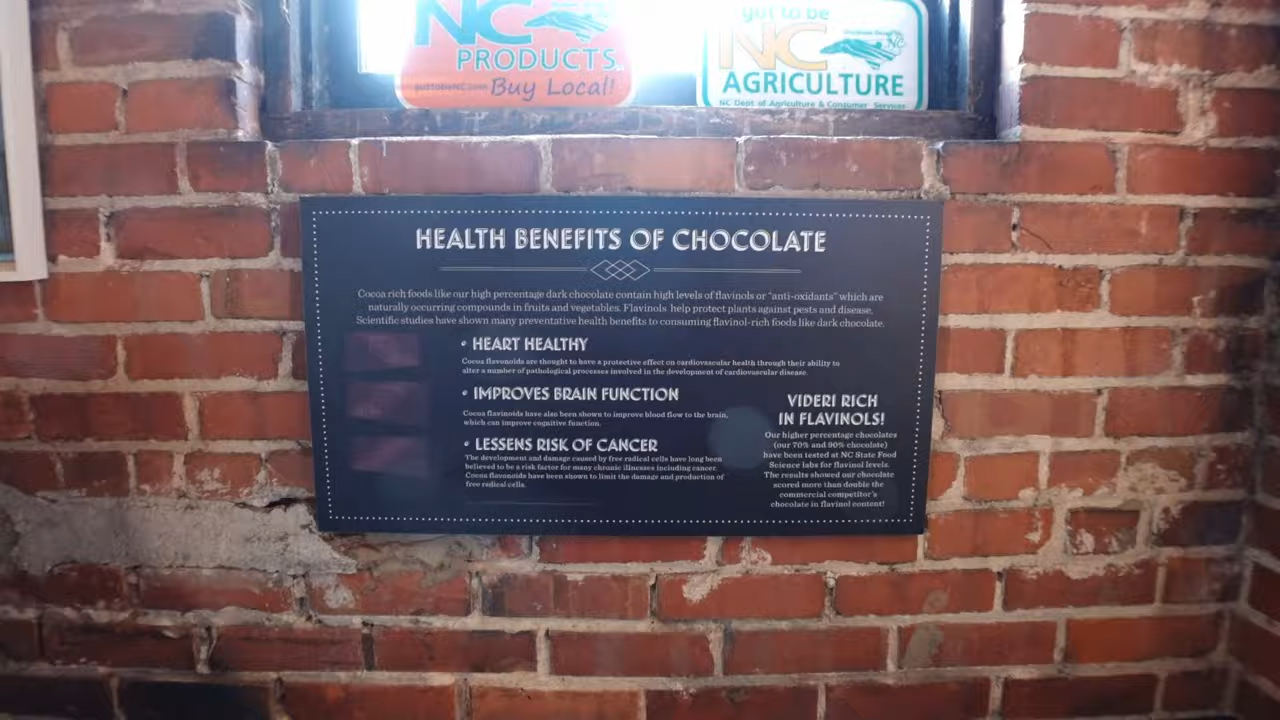 NC
PRODUCTS
gottobeNC.com Buy Local!
got to be
NC
NC
AGRICULTURE
NC Dept of Agriculture & Consumer Services
HEALTH BENEFITS OF CHOCOLATE
Cocoa rich foods like our high percentage dark chocolate contain high levels of flavinols or "anti-oxidants" which are
naturally occurring compounds in fruits and vegetables. Flavinols help protect plants against pests and disease.
Scientific studies have shown many preventative health benefits to consuming flavinol-rich foods like dark chocolate.
• HEART HEALTHY
Cocoa flavonoids are thought to have a protective effect on cardiovascular health through their ability to
alter a number of pathological processes involved in the development of cardiovascular disease.
• IMPROVES BRAIN FUNCTION
Cocoa flavinoids have also been shown to improve blood flow to the brain,
which can improve cognitive function.
• LESSENS RISK OF CANCER
The development and damage caused by free radical cells have long been
believed to be a risk factor for many chronic illnesses including cancer.
Cocoa flavonoids have been shown to limit the damage and production of
free radical cells.
VIDERI RICH
IN FLAVINOLS!
Our higher percentage chocolates
(our 70% and 90% chocolate)
have been tested at NC State Food
Science labs for flavinol levels.
The results showed our chocolate
scored more than double the
commercial competitor's
chocolate in flavinol content!